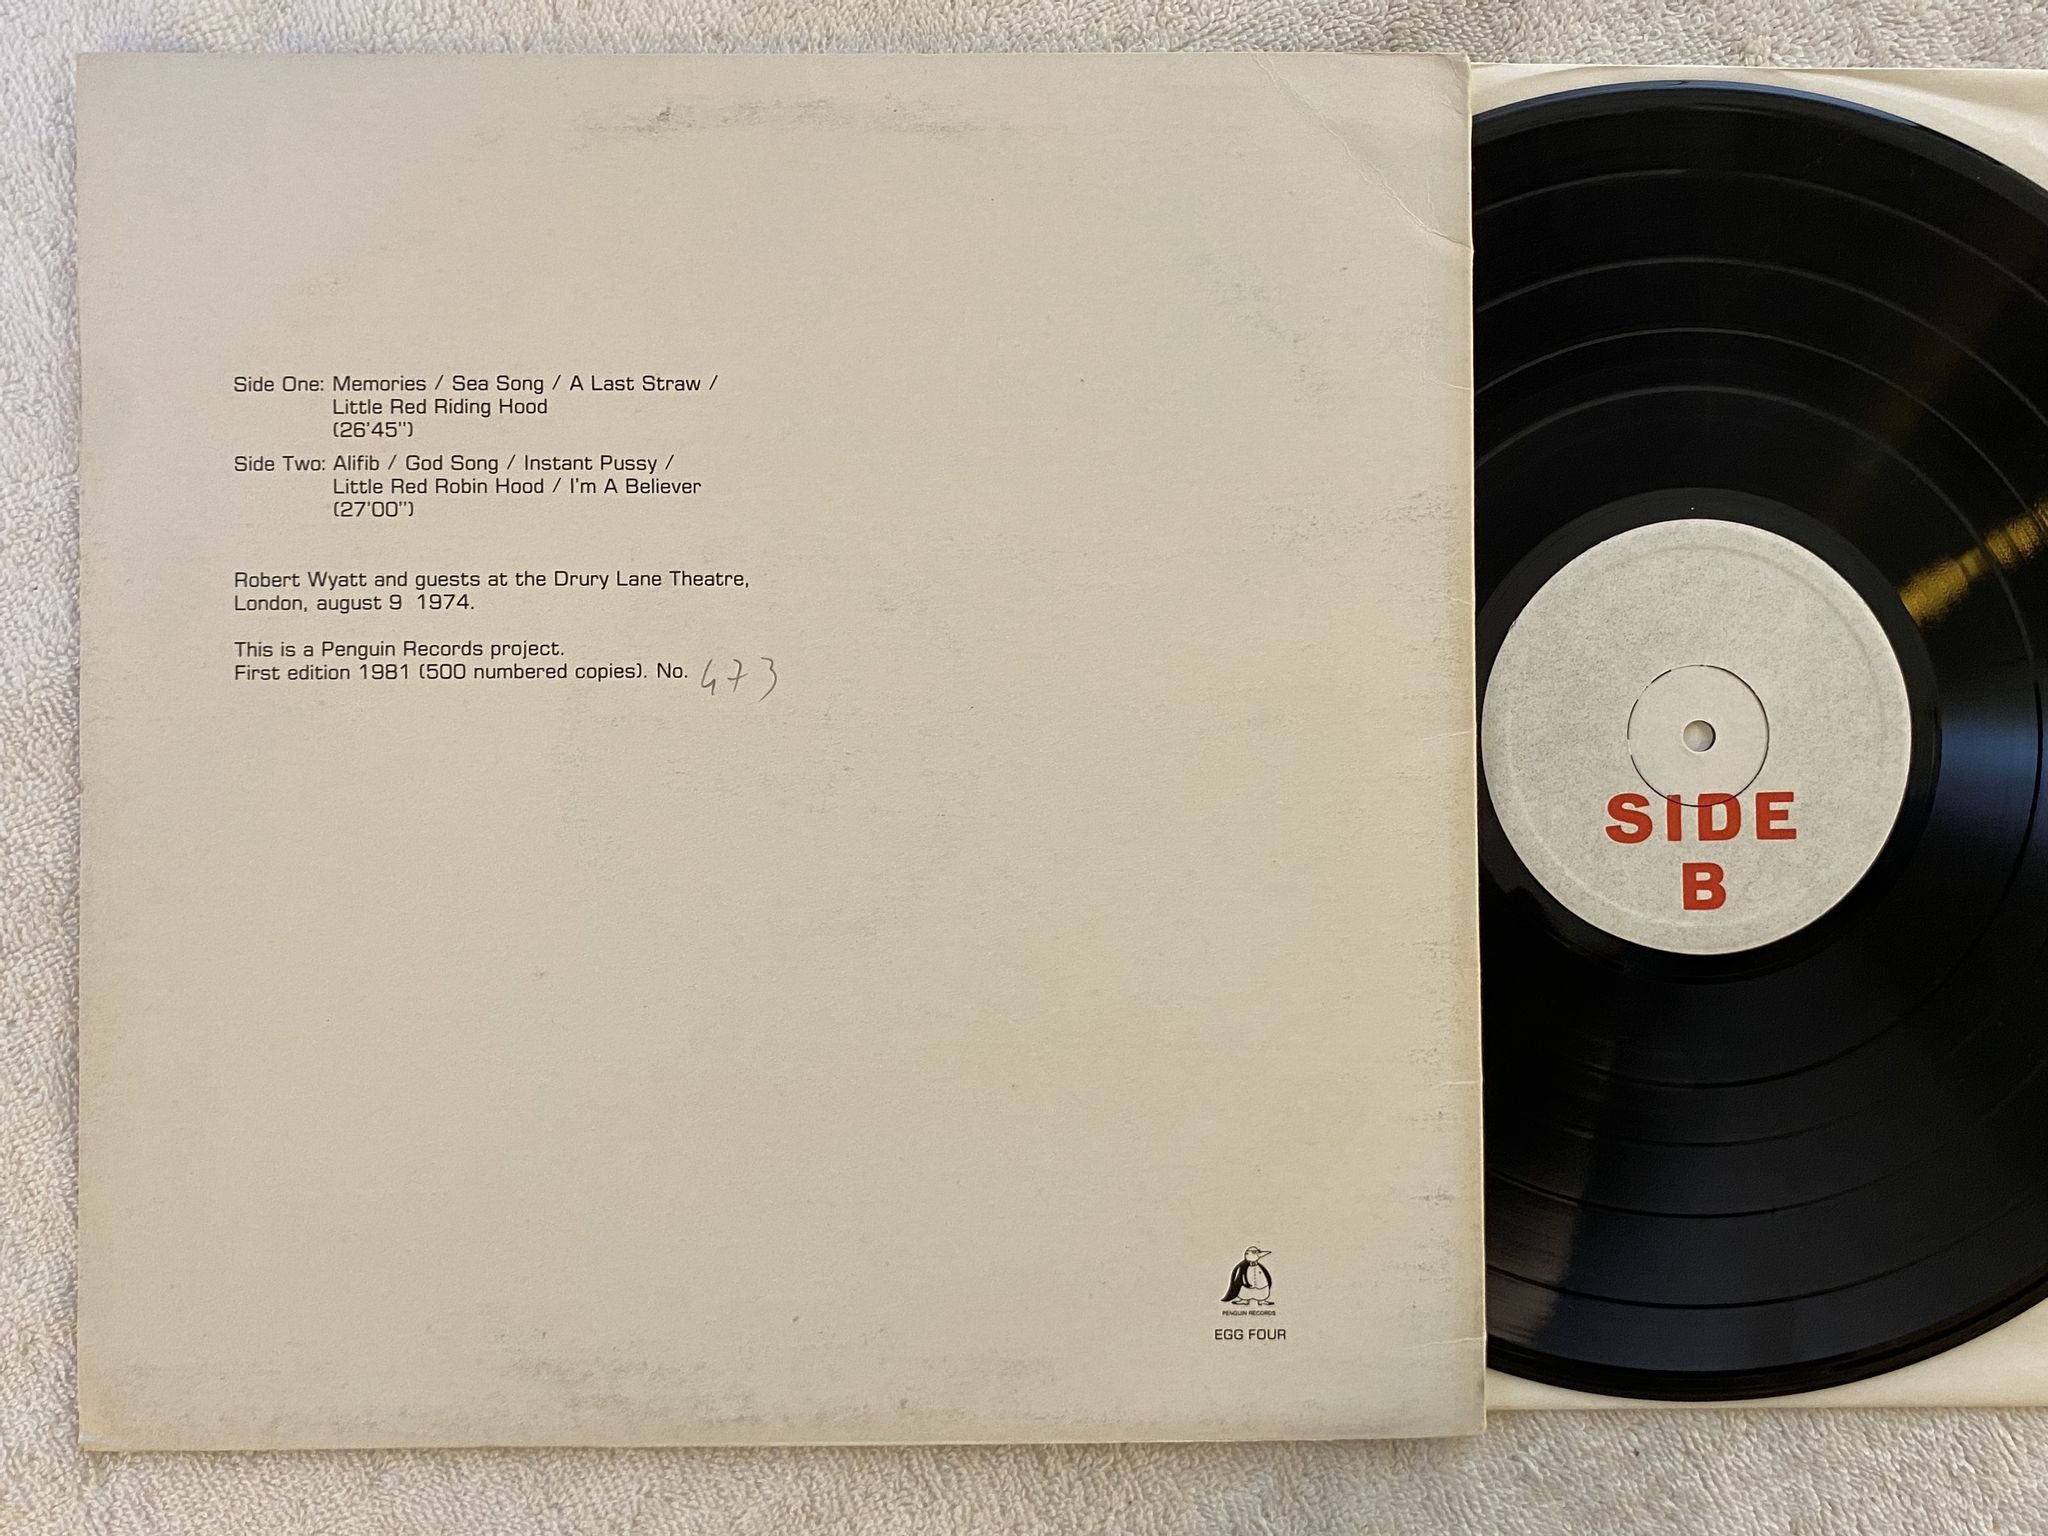 Side One: Memories / Sea Song / A Last Straw /
Little Red Riding Hood
(26'45")
Side Two: Alifib / God Song / Instant Pussy /
Little Red Robin Hood / I'm A Believer
(27'00")
Robert Wyatt and guests at the Drury Lane Theatre,
London, august 9 1974.
This is a Penguin Records project.
First edition 1981 (500 numbered copies). No. 473
PENGUIN RECORDS
EGG FOUR
SIDE
B